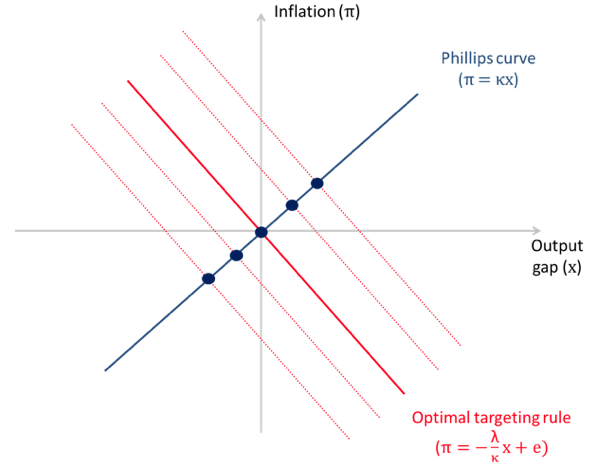 Inflation (π)
Phillips curve
(π = κx)
Output
gap (x)
Optimal targeting rule
(π = −λ/κ x + e)